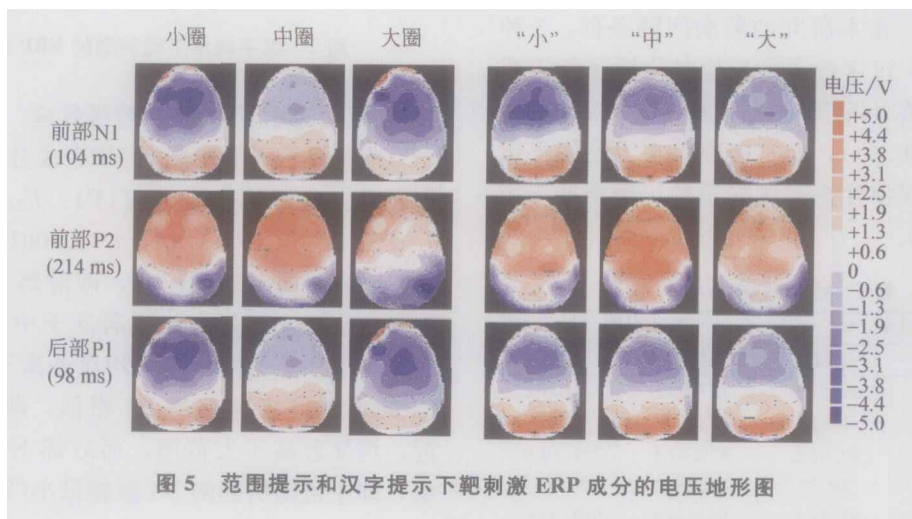 小圈 中圈 大圈 “小” “中” “大”
电压/V
前部N1
(104 ms)
前部P2
(214 ms)
后部P1
(98 ms)
+5.0
+4.4
+3.8
+3.1
+2.5
+1.9
+1.3
+0.6
0
−0.6
−1.3
−1.9
−2.5
−3.1
−3.8
−4.4
−5.0
图 5 范围提示和汉字提示下靶刺激 ERP 成分的电压地形图